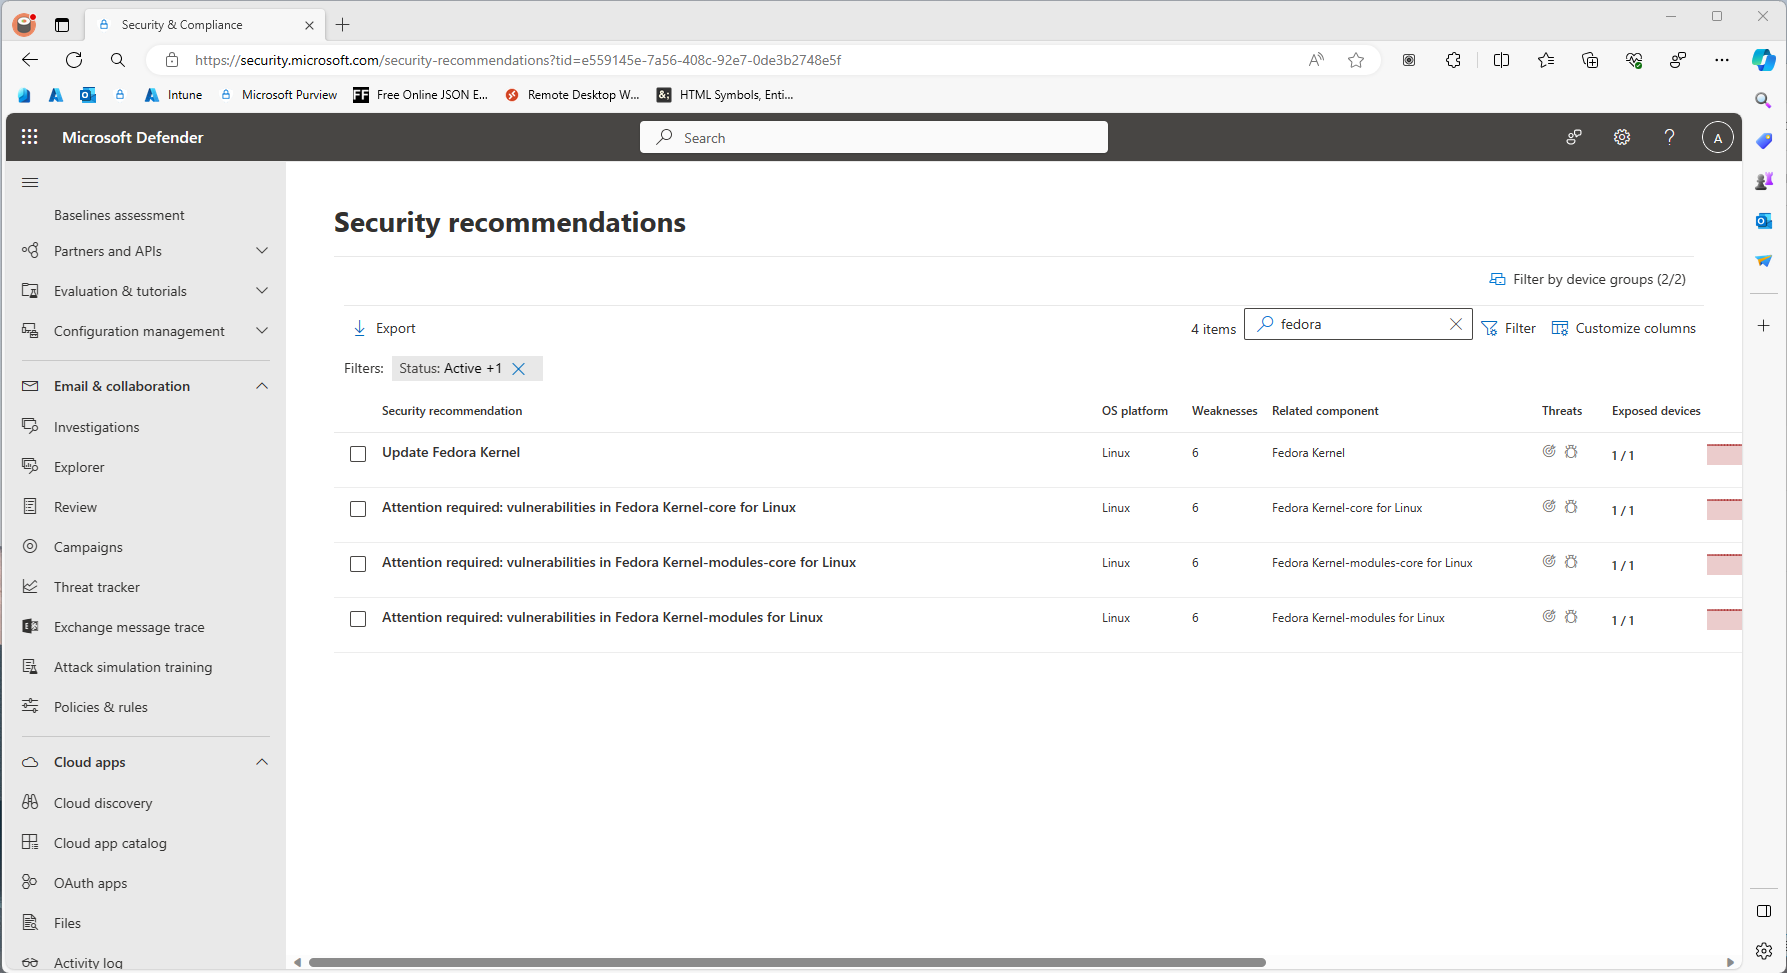 Security & Compliance
https://security.microsoft.com/security-recommendations?tid=e559145e-7a56-408c-92e7-0de3b2748e5f
Intune
Microsoft Purview
Free Online JSON E...
Remote Desktop W...
HTML Symbols, Enti...
Microsoft Defender
Search
A
Baselines assessment
Partners and APIs
Evaluation & tutorials
Configuration management
Email & collaboration
Investigations
Explorer
Review
Campaigns
Threat tracker
Exchange message trace
Attack simulation training
Policies & rules
Cloud apps
Cloud discovery
Cloud app catalog
OAuth apps
Files
Activity log
Security recommendations
Filter by device groups (2/2)
Export
4 items
fedora
Filter
Customize columns
Filters: Status: Active +1
Security recommendation OS platform Weaknesses Related component Threats Exposed devices
Update Fedora Kernel Linux 6 Fedora Kernel 1 / 1
Attention required: vulnerabilities in Fedora Kernel-core for Linux Linux 6 Fedora Kernel-core for Linux 1 / 1
Attention required: vulnerabilities in Fedora Kernel-modules-core for Linux Linux 6 Fedora Kernel-modules-core for Linux 1 / 1
Attention required: vulnerabilities in Fedora Kernel-modules for Linux Linux 6 Fedora Kernel-modules for Linux 1 / 1